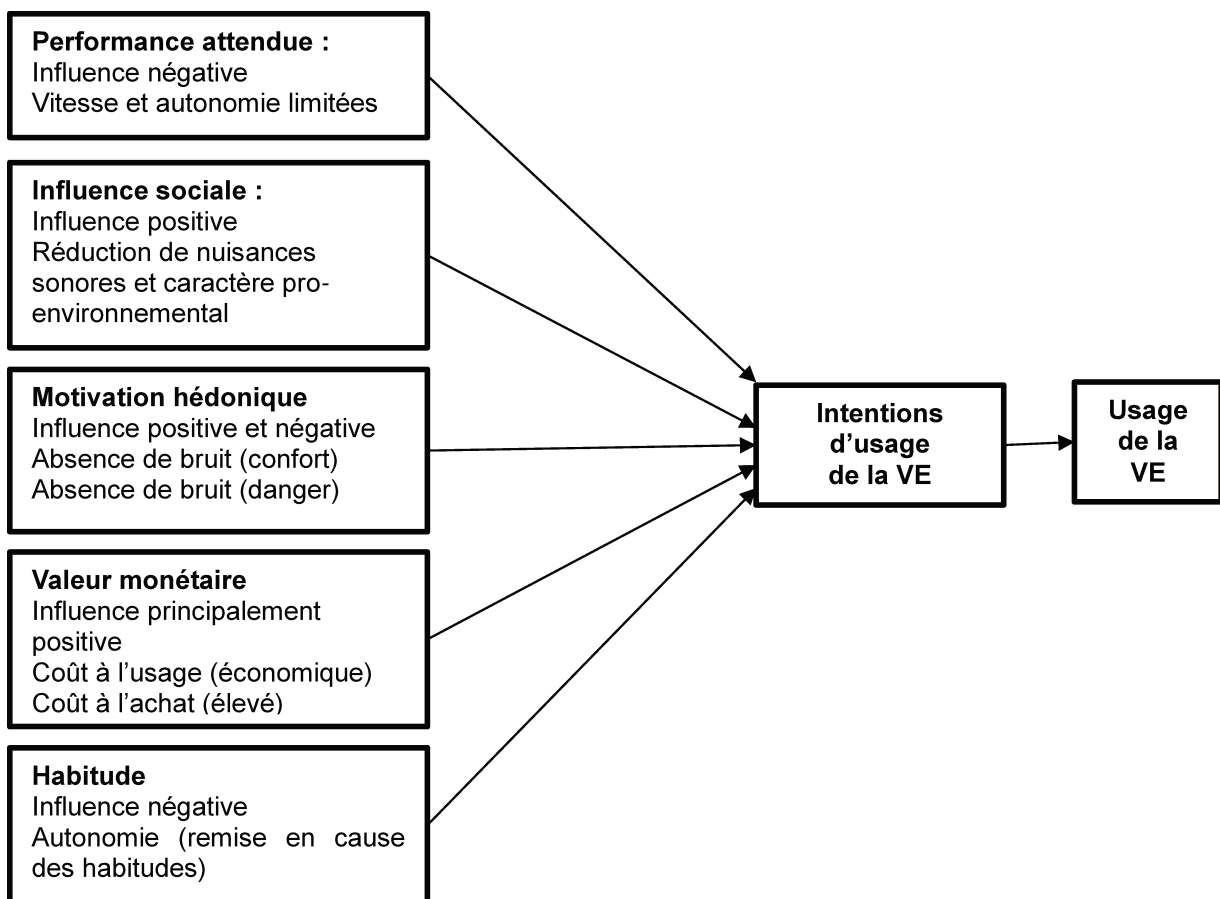 Performance attendue :
Influence négative
Vitesse et autonomie limitées
Influence sociale :
Influence positive
Réduction de nuisances
sonores et caractère pro-
environnemental
Motivation hédonique
Influence positive et négative
Absence de bruit (confort)
Absence de bruit (danger)
Valeur monétaire
Influence principalement
positive
Coût à l'usage (économique)
Coût à l'achat (élevé)
Habitude
Influence négative
Autonomie (remise en cause
des habitudes)
Intentions
d'usage
de la VE
Usage
de la
VE